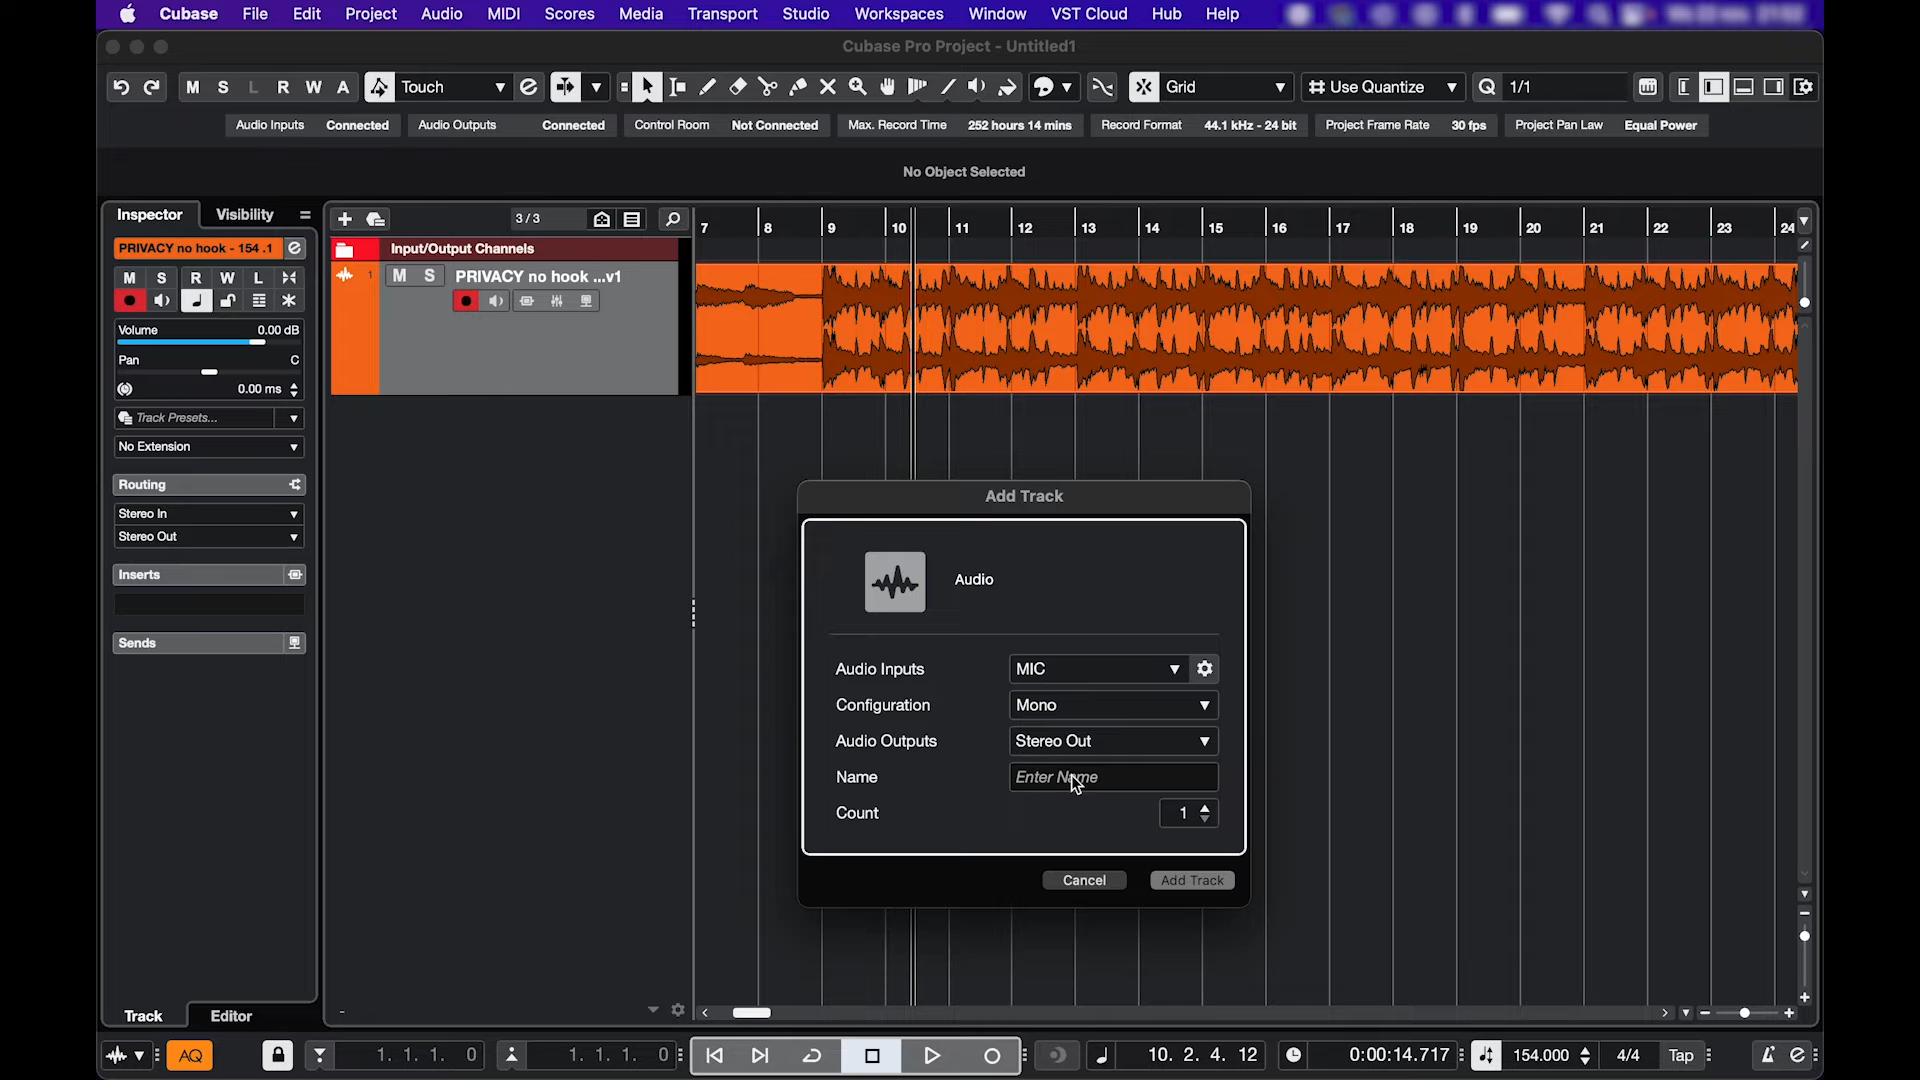 Cubase File Edit Project Audio MIDI Scores Media Transport Studio Workspaces Window VST Cloud Hub Help
Cubase Pro Project - Untitled1
M S L R W A Touch Grid Use Quantize Q 1/1
Audio Inputs Connected Audio Outputs Connected Control Room Not Connected Max. Record Time 252 hours 14 mins Record Format 44.1 kHz - 24 bit Project Frame Rate 30 fps Project Pan Law Equal Power
No Object Selected
Inspector Visibility
3 / 3
7 8 9 10 11 12 13 14 15 16 17 18 19 20 21 22 23 24
PRIVACY no hook - 154 .1
Input/Output Channels
M S R W L
1 M S PRIVACY no hook ...v1
Volume 0.00 dB
Pan C
0.00 ms
Track Presets...
No Extension
Routing
Stereo In
Stereo Out
Inserts
Sends
Add Track
Audio
Audio Inputs MIC
Configuration Mono
Audio Outputs Stereo Out
Name Enter Name
Count 1
Cancel Add Track
Track Editor
AQ 1. 1. 1. 0 1. 1. 1. 0 10. 2. 4. 12 0:00:14.717 154.000 4/4 Tap